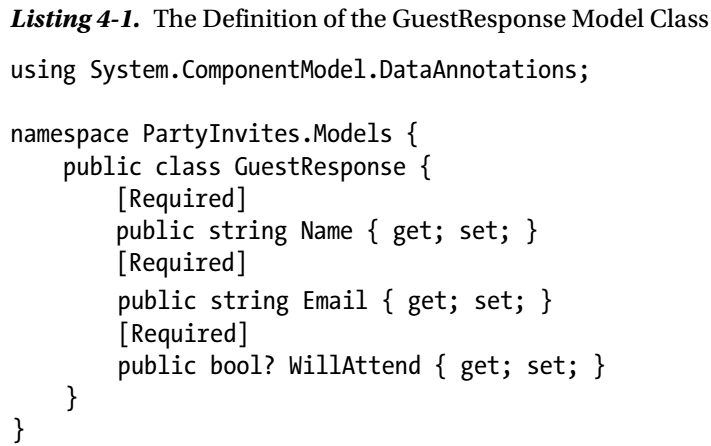 Listing 4-1. The Definition of the GuestResponse Model Class
using System.ComponentModel.DataAnnotations;
namespace PartyInvites.Models {
    public class GuestResponse {
        [Required]
        public string Name { get; set; }
        [Required]
        public string Email { get; set; }
        [Required]
        public bool? WillAttend { get; set; }
    }
}